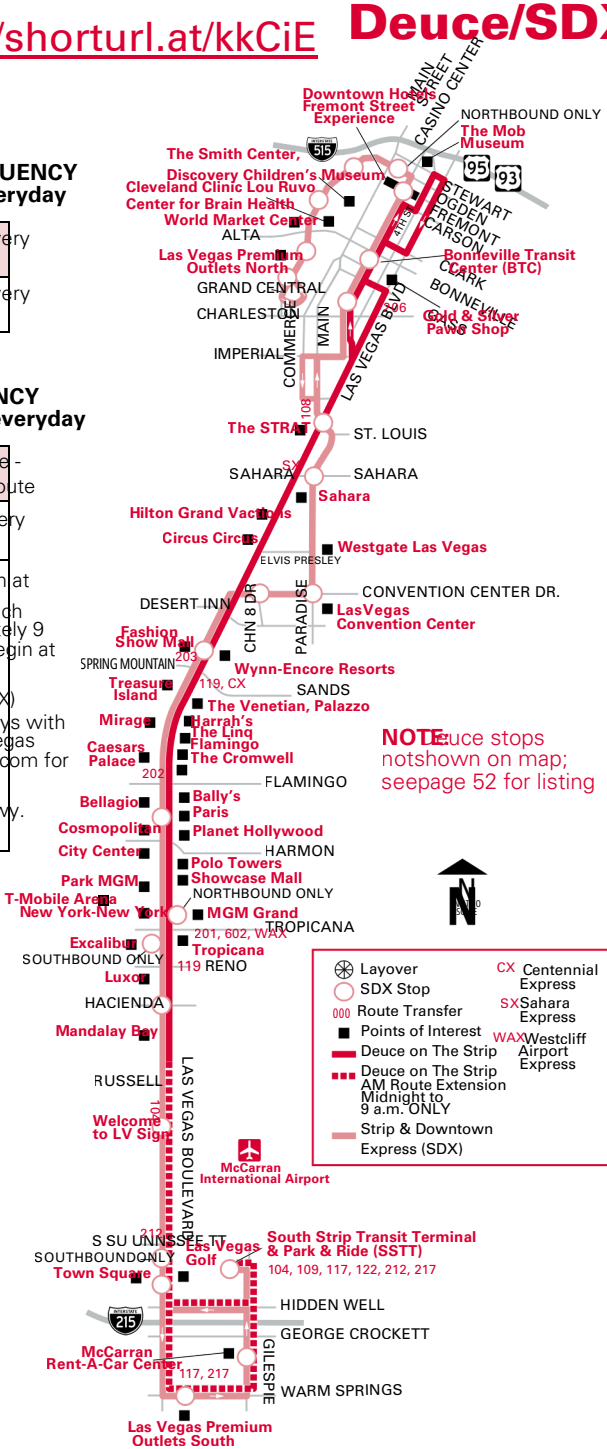 /shorturl.at/kkCiE
Deuce/SDX
UENCY
eryday
ery
ery
NCY
everyday
e -
oute
ery
n at
ch
tely 9
egin at
X)
ys with
egas
com for
vy.
MAIN
STREET
CASINO CENTER
Downtown Hotels
Fremont Street
Experience
NORTHBOUND ONLY
The Mob
Museum
INTERSTATE
515
95
93
The Smith Center,
Discovery Children's Museum
Cleveland Clinic Lou Ruvo
Center for Brain Health
World Market Center
ALTA
STEWART
OGDEN
FREMONT
CARSON
4TH S
CLARK
BONNEVILLE
GASS
Las Vegas Premium
Outlets North
Bonneville Transit
Center (BTC)
GRAND CENTRAL
CHARLESTON
206
Gold & Silver
Pawn Shop
COMMERCE
MAIN
LAS VEGAS BLVD
IMPERIAL
108
The STRAT
ST. LOUIS
SX
SAHARA
SAHARA
Sahara
Hilton Grand Vactions
Circus Circus
Westgate Las Vegas
ELVIS PRESLEY
CONVENTION CENTER DR.
DESERT INN
CHN 8 DR
PARADISE
LasVegas
Convention Center
Fashion
Show Mall
203
SPRING MOUNTAIN
Wynn-Encore Resorts
119, CX
SANDS
Treasure
Island
The Venetian, Palazzo
Mirage
Harrah's
The Linq
Flamingo
The Cromwell
Caesars
Palace
202
FLAMINGO
Bellagio
Bally's
Paris
Cosmopolitan
Planet Hollywood
City Center
HARMON
Polo Towers
Showcase Mall
Park MGM
NORTHBOUND ONLY
T-Mobile Arena
New York-New York
MGM Grand
TROPICANA
201, 602, WAX
Excalibur
Tropicana
SOUTHBOUND ONLY
119
RENO
Luxor
HACIENDA
Mandalay Bay
RUSSELL
104
LAS VEGAS BOULEVARD
Welcome
to LV Sign
McCarran
International Airport
212
S SU UNNSSEE TT
SOUTHBOUNDONLY
Las Vegas
Golf
Town Square
South Strip Transit Terminal
& Park & Ride (SSTT)
104, 109, 117, 122, 212, 217
HIDDEN WELL
INTERSTATE
215
GEORGE CROCKETT
McCarran
Rent-A-Car Center
GILESPIE
117, 217
WARM SPRINGS
Las Vegas Premium
Outlets South
NOTE: Deuce stops
notshown on map;
seepage 52 for listing
N
Layover
SDX Stop
000 Route Transfer
Points of Interest
Deuce on The Strip
Deuce on The Strip
AM Route Extension
Midnight to
9 a.m. ONLY
Strip & Downtown
Express (SDX)
CX Centennial
Express
SX Sahara
Express
WAX Westcliff
Airport
Express